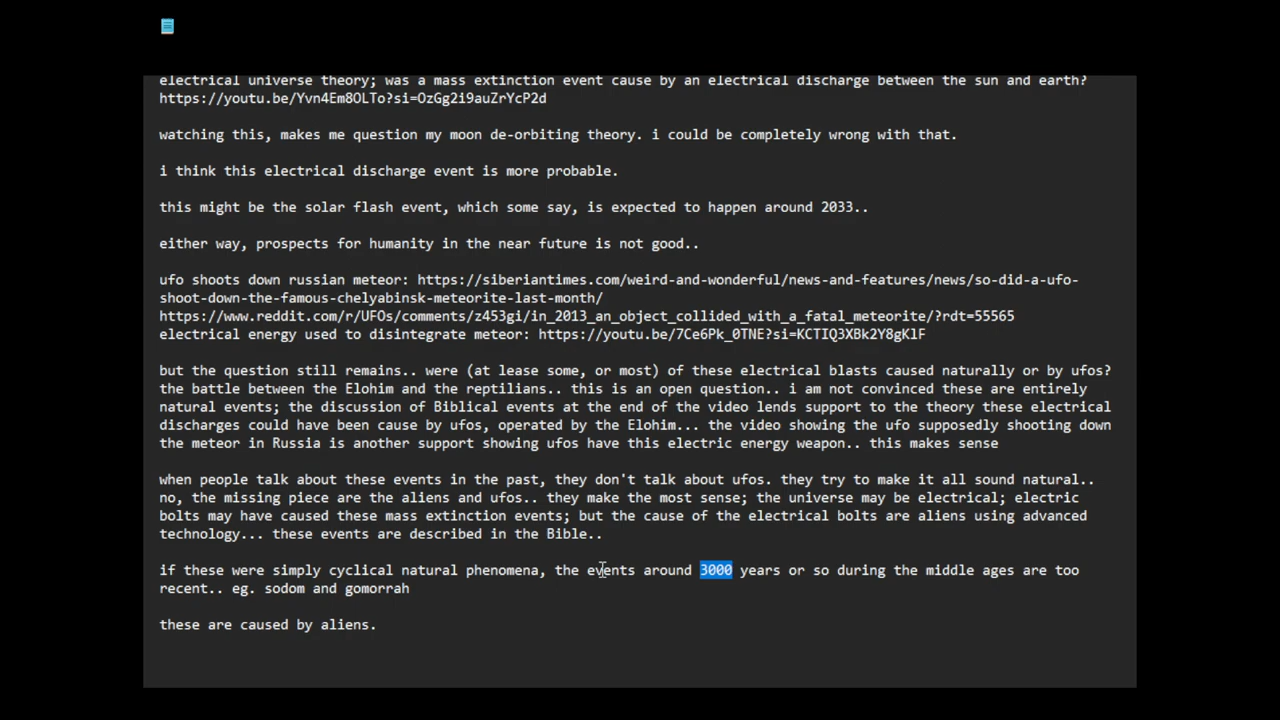 electrical universe theory; was a mass extinction event cause by an electrical discharge between the sun and earth?
https://youtu.be/Yvn4Em8OLTo?si=OzGg2i9auZrYcP2d
watching this, makes me question my moon de-orbiting theory. i could be completely wrong with that.
i think this electrical discharge event is more probable.
this might be the solar flash event, which some say, is expected to happen around 2033..
either way, prospects for humanity in the near future is not good..
ufo shoots down russian meteor: https://siberiantimes.com/weird-and-wonderful/news-and-features/news/so-did-a-ufo-
shoot-down-the-famous-chelyabinsk-meteorite-last-month/
https://www.reddit.com/r/UFOs/comments/z453gi/in_2013_an_object_collided_with_a_fatal_meteorite/?rdt=55565
electrical energy used to disintegrate meteor: https://youtu.be/7Ce6Pk_0TNE?si=KCTIQ3XBk2Y8gKlF
but the question still remains.. were (at lease some, or most) of these electrical blasts caused naturally or by ufos?
the battle between the Elohim and the reptilians.. this is an open question.. i am not convinced these are entirely
natural events; the discussion of Biblical events at the end of the video lends support to the theory these electrical
discharges could have been cause by ufos, operated by the Elohim... the video showing the ufo supposedly shooting down
the meteor in Russia is another support showing ufos have this electric energy weapon.. this makes sense
when people talk about these events in the past, they don't talk about ufos. they try to make it all sound natural..
no, the missing piece are the aliens and ufos.. they make the most sense; the universe may be electrical; electric
bolts may have caused these mass extinction events; but the cause of the electrical bolts are aliens using advanced
technology... these events are described in the Bible..
if these were simply cyclical natural phenomena, the events around 3000 years or so during the middle ages are too
recent.. eg. sodom and gomorrah
these are caused by aliens.